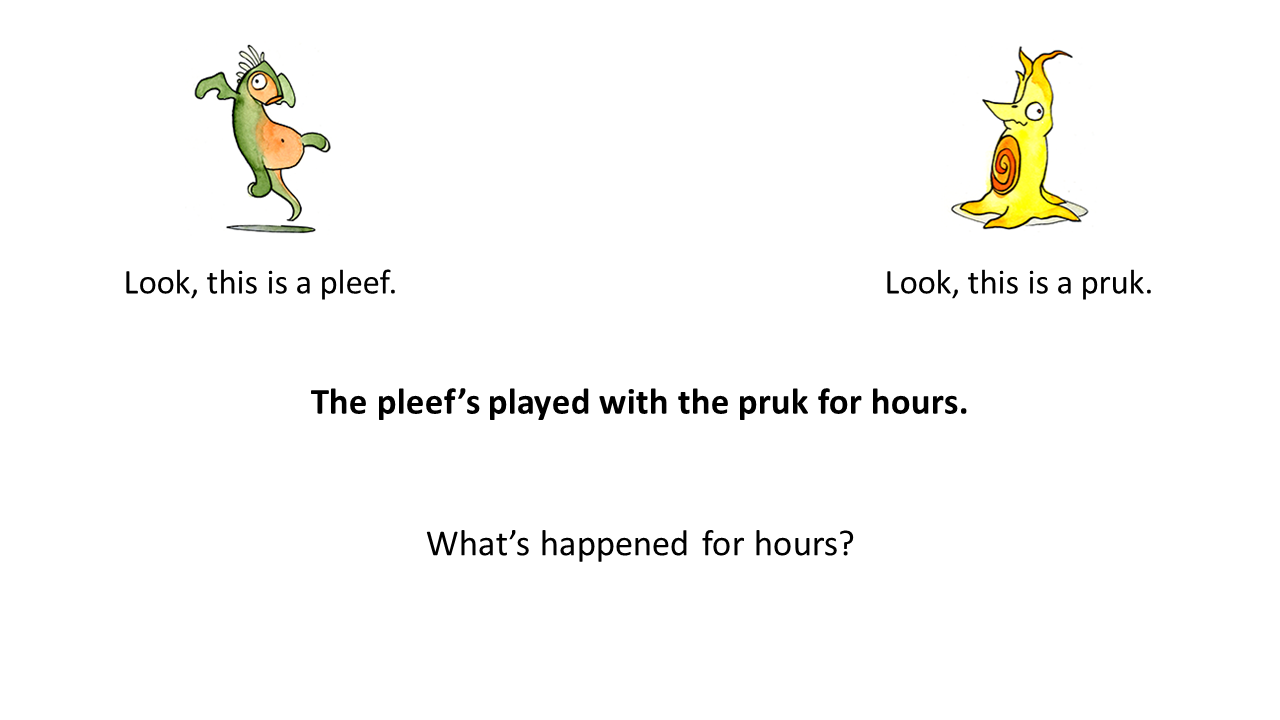 Look, this is a pleef.
Look, this is a pruk.
The pleef’s played with the pruk for hours.
What’s happened for hours?